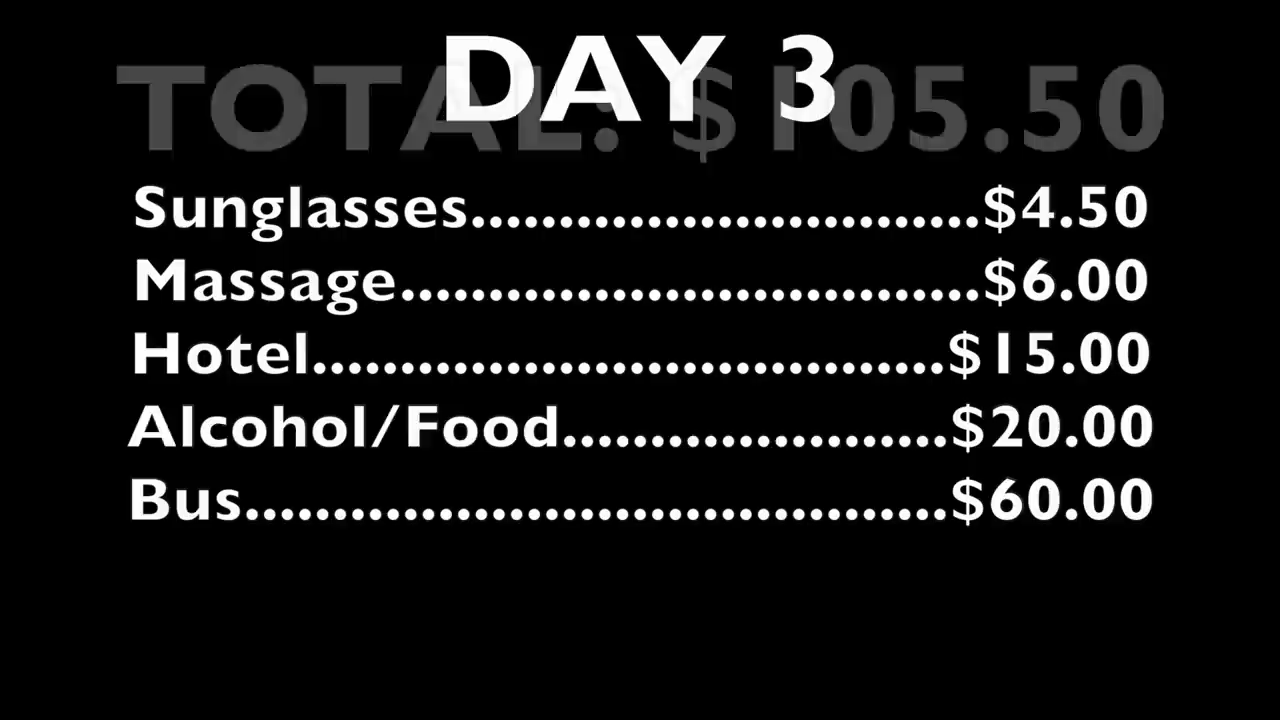 DAY 3
TOTAL: $105.50
Sunglasses.............................$4.50
Massage.................................$6.00
Hotel....................................$15.00
Alcohol/Food......................$20.00
Bus........................................$60.00